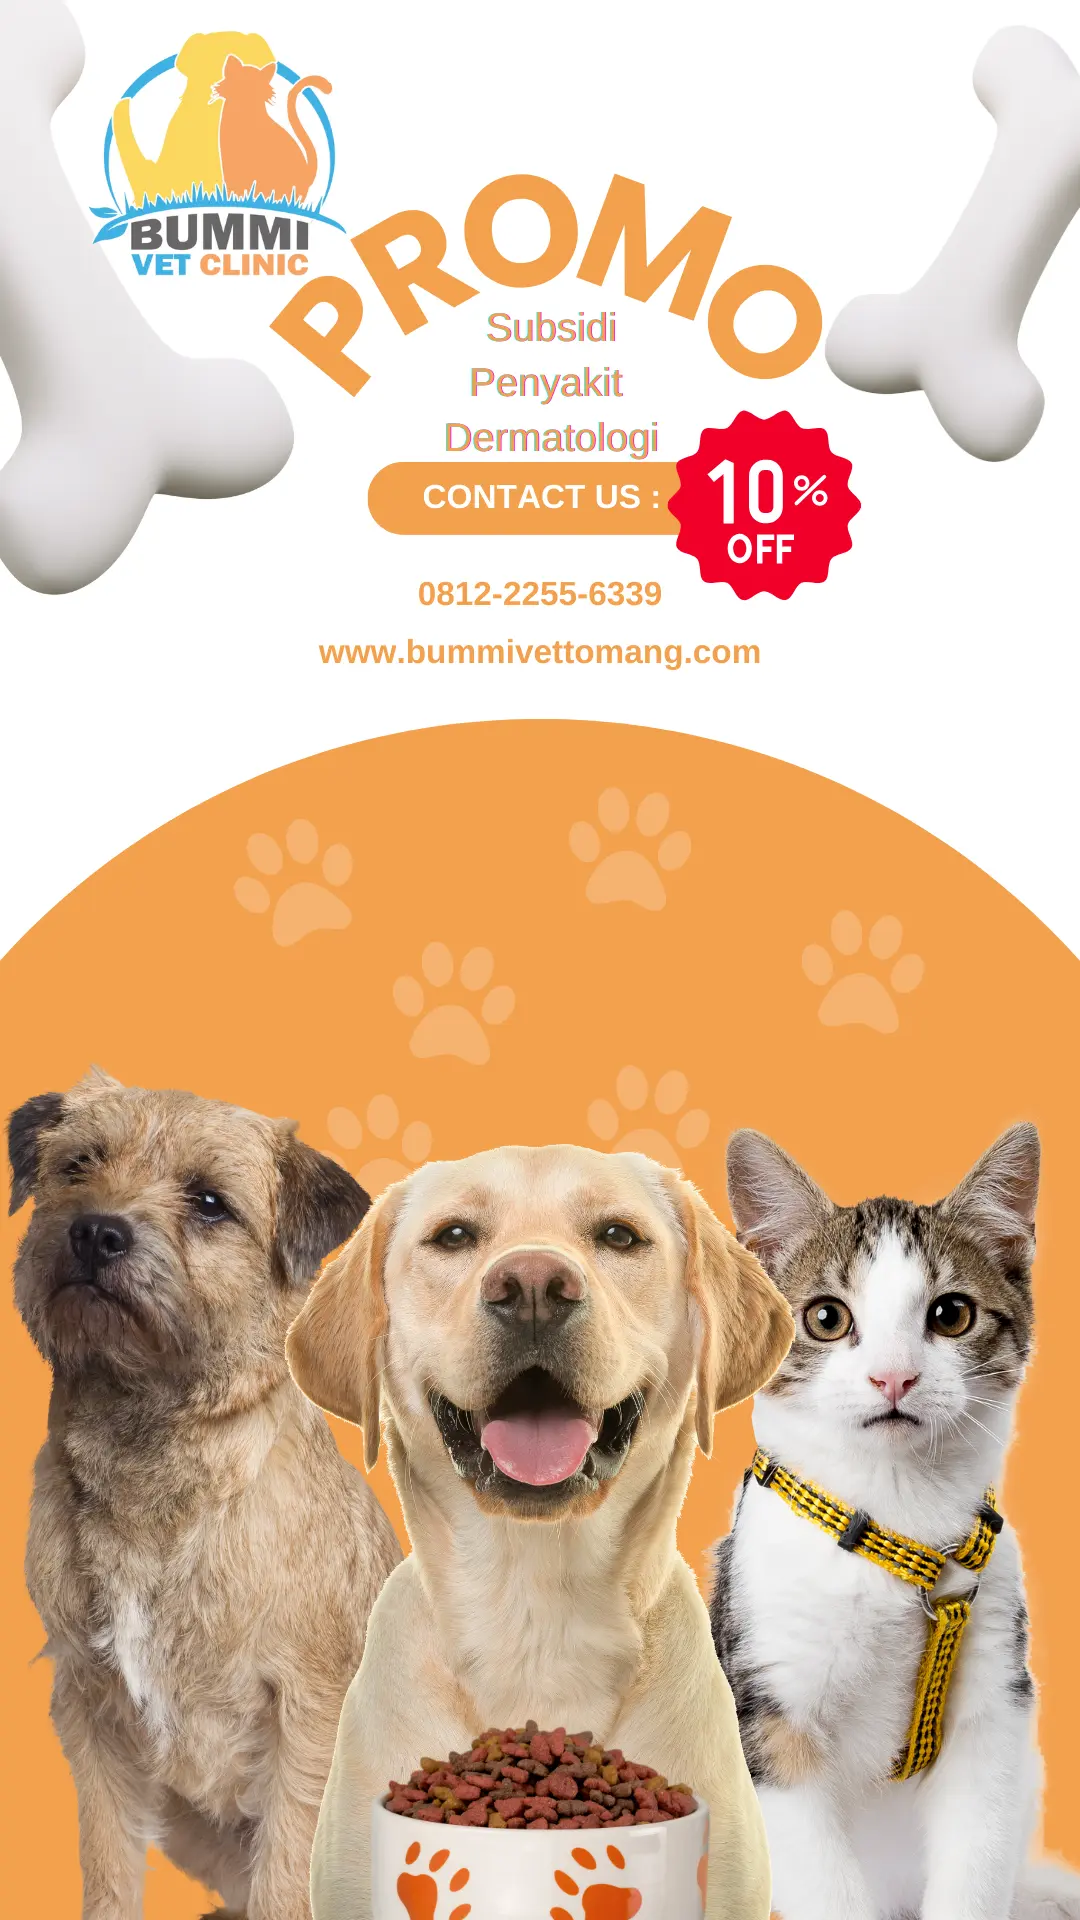 BUMMI
VET CLINIC
PROMO
Subsidi
Penyakit
Dermatologi
CONTACT US :
10%
OFF
0812-2255-6339
www.bummivettomang.com